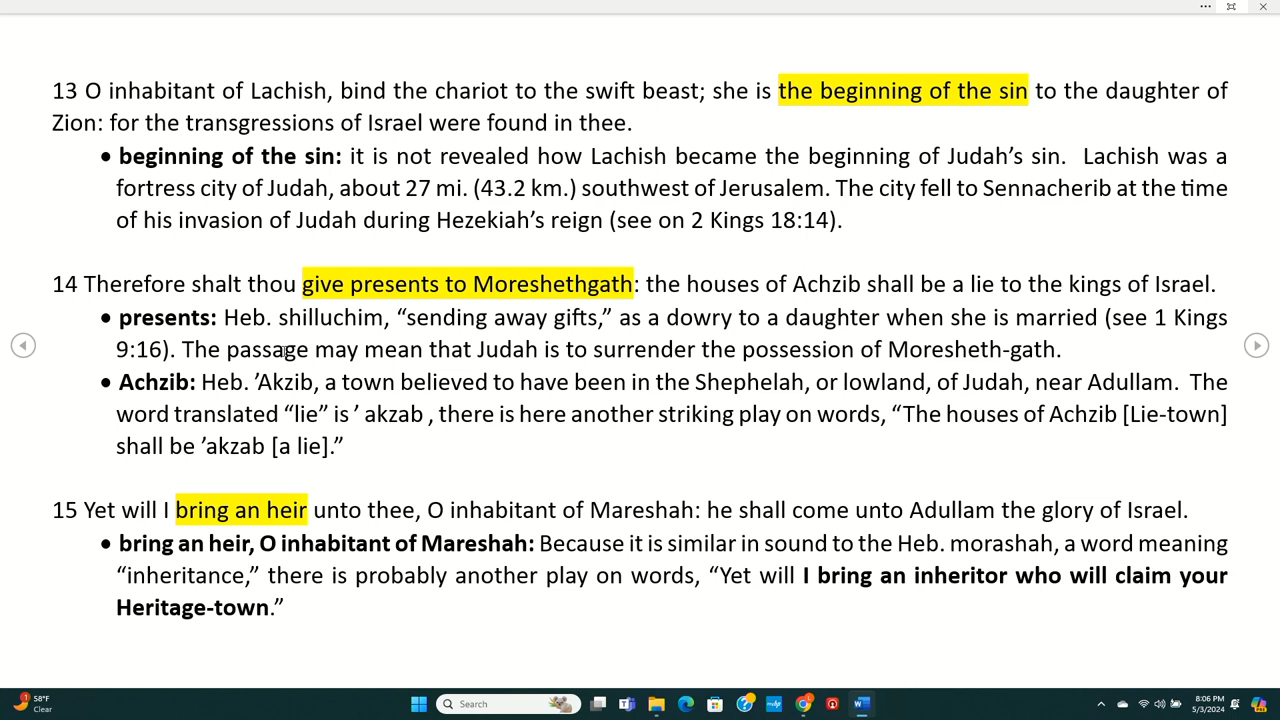 13 O inhabitant of Lachish, bind the chariot to the swift beast; she is the beginning of the sin to the daughter of
Zion: for the transgressions of Israel were found in thee.
• beginning of the sin: it is not revealed how Lachish became the beginning of Judah’s sin.  Lachish was a
fortress city of Judah, about 27 mi. (43.2 km.) southwest of Jerusalem. The city fell to Sennacherib at the time
of his invasion of Judah during Hezekiah’s reign (see on 2 Kings 18:14).
14 Therefore shalt thou give presents to Moreshethgath: the houses of Achzib shall be a lie to the kings of Israel.
• presents: Heb. shilluchim, “sending away gifts,” as a dowry to a daughter when she is married (see 1 Kings
9:16). The passage may mean that Judah is to surrender the possession of Moresheth-gath.
• Achzib: Heb. ’Akzib, a town believed to have been in the Shephelah, or lowland, of Judah, near Adullam.  The
word translated “lie” is ’ akzab , there is here another striking play on words, “The houses of Achzib [Lie-town]
shall be ’akzab [a lie].”
15 Yet will I bring an heir unto thee, O inhabitant of Mareshah: he shall come unto Adullam the glory of Israel.
• bring an heir, O inhabitant of Mareshah: Because it is similar in sound to the Heb. morashah, a word meaning
“inheritance,” there is probably another play on words, “Yet will I bring an inheritor who will claim your
Heritage-town.”
1
58°F
Clear
Search
8:06 PM
5/3/2024